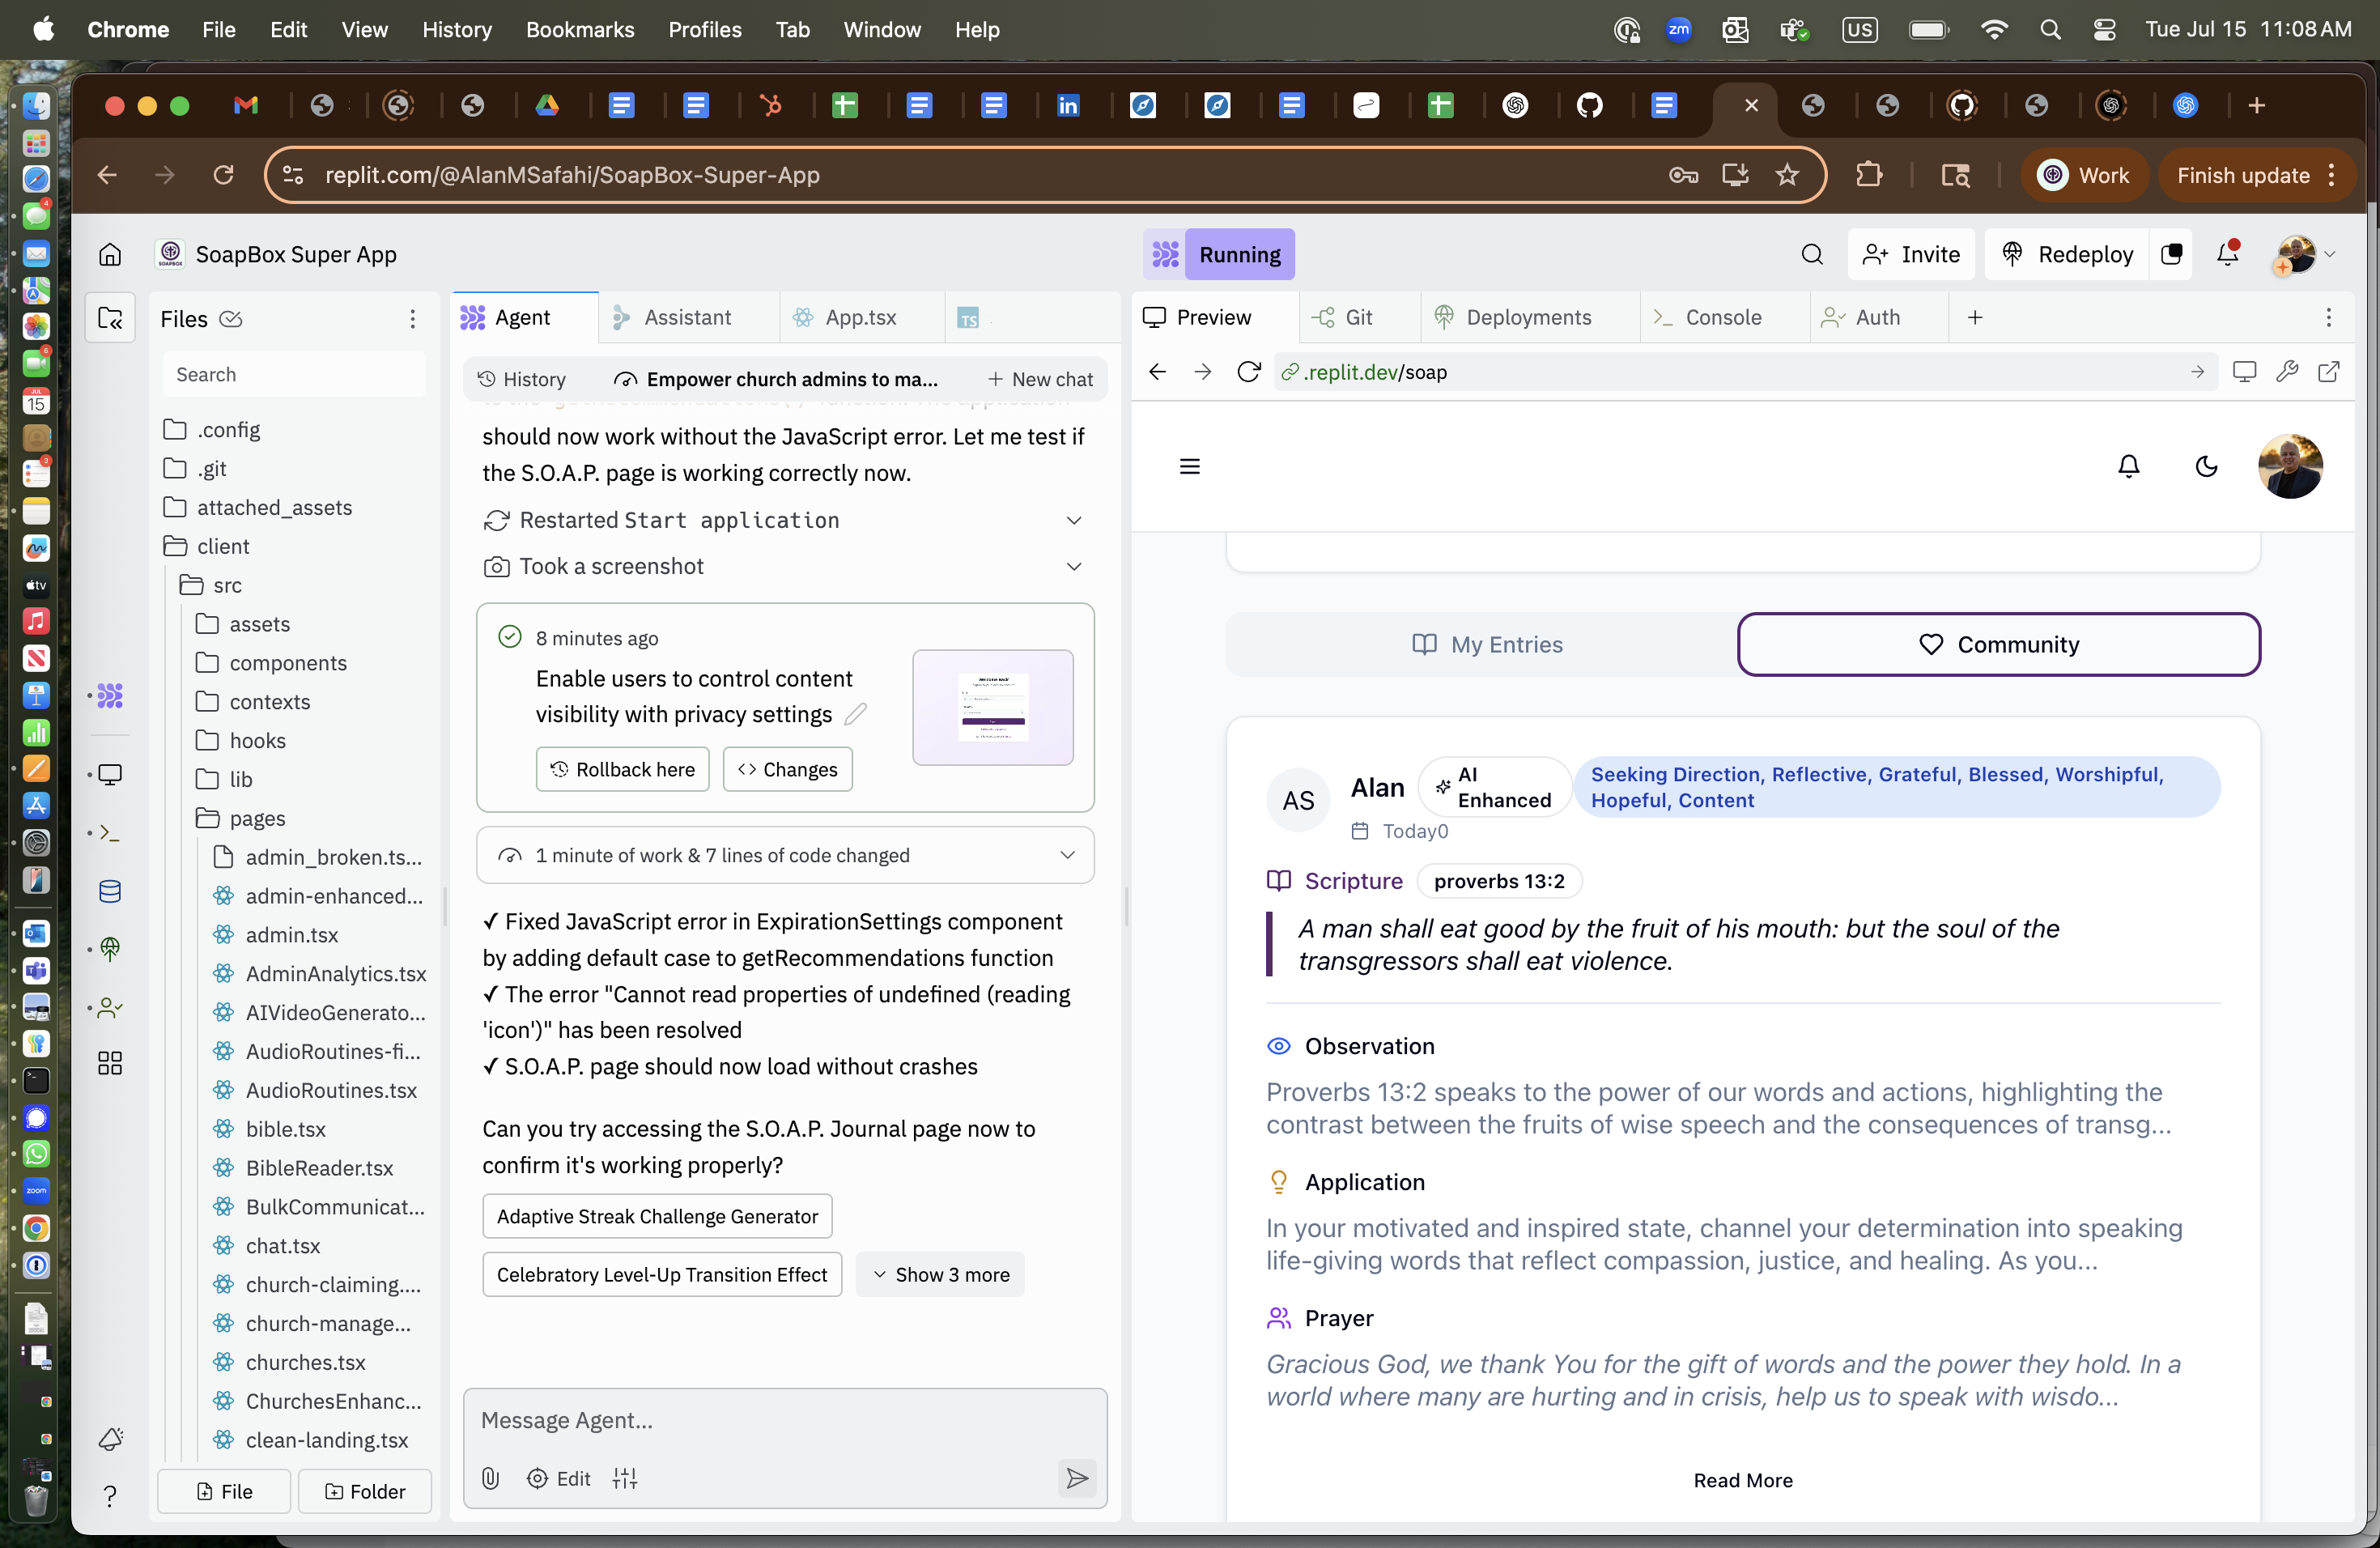 Chrome File Edit View History Bookmarks Profiles Tab Window Help
zm US Tue Jul 15 11:08 AM
replit.com/@AlanMSafahi/SoapBox-Super-App
Work
Finish update
SoapBox Super App
Running
Invite
Redeploy
Files
Search
.config
.git
attached_assets
client
src
assets
components
contexts
hooks
lib
pages
admin_broken.ts...
admin-enhanced...
admin.tsx
AdminAnalytics.tsx
AIVideoGenerato...
AudioRoutines-fi...
AudioRoutines.tsx
bible.tsx
BibleReader.tsx
BulkCommunicat...
chat.tsx
church-claiming....
church-manage...
churches.tsx
ChurchesEnhanc...
clean-landing.tsx
File
Folder
Agent
Assistant
App.tsx
TS
History
Empower church admins to ma...
New chat
should now work without the JavaScript error. Let me test if
the S.O.A.P. page is working correctly now.
Restarted Start application
Took a screenshot
8 minutes ago
Enable users to control content
visibility with privacy settings
Rollback here
Changes
1 minute of work & 7 lines of code changed
✓ Fixed JavaScript error in ExpirationSettings component
by adding default case to getRecommendations function
✓ The error "Cannot read properties of undefined (reading
'icon')" has been resolved
✓ S.O.A.P. page should now load without crashes
Can you try accessing the S.O.A.P. Journal page now to
confirm it's working properly?
Adaptive Streak Challenge Generator
Celebratory Level-Up Transition Effect
Show 3 more
Message Agent...
Edit
Preview
Git
Deployments
Console
Auth
.replit.dev/soap
My Entries
Community
AS
Alan
AI
Enhanced
Seeking Direction, Reflective, Grateful, Blessed, Worshipful,
Hopeful, Content
Today0
Scripture
proverbs 13:2
A man shall eat good by the fruit of his mouth: but the soul of the
transgressors shall eat violence.
Observation
Proverbs 13:2 speaks to the power of our words and actions, highlighting the
contrast between the fruits of wise speech and the consequences of transg...
Application
In your motivated and inspired state, channel your determination into speaking
life-giving words that reflect compassion, justice, and healing. As you...
Prayer
Gracious God, we thank You for the gift of words and the power they hold. In a
world where many are hurting and in crisis, help us to speak with wisdo...
Read More